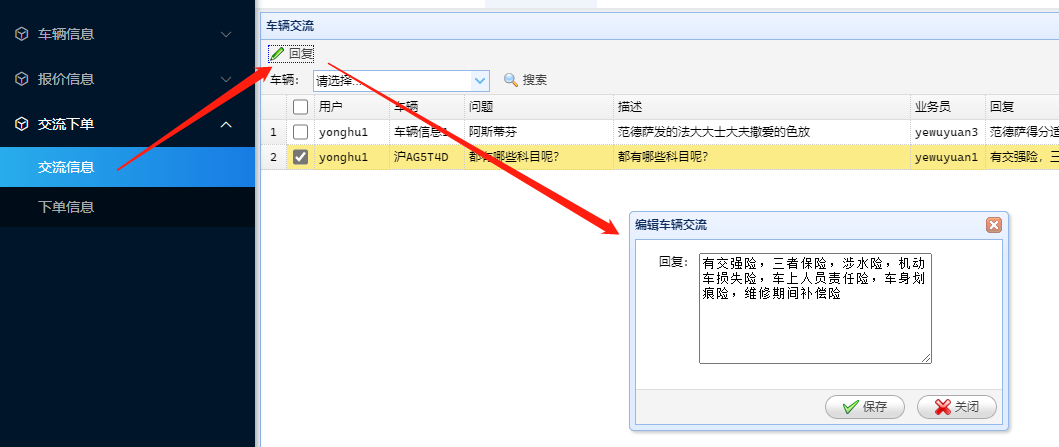 车辆信息
报价信息
交流下单
交流信息
下单信息
车辆交流
回复
车辆: 请选择... 搜索
用户 车辆 问题 描述 业务员 回复
1 yonghu1 车辆信息1 阿斯蒂芬 范德萨发的法大大士大夫撒爱的色放 yewuyuan3 范德萨得分适
2 yonghu1 沪AG5T4D 都有哪些科目呢? 都有哪些科目呢? yewuyuan1 有交强险,三
编辑车辆交流
回复: 有交强险，三者保险，涉水险，机动
车损失险，车上人员责任险，车身划
痕险，维修期间补偿险
保存 关闭